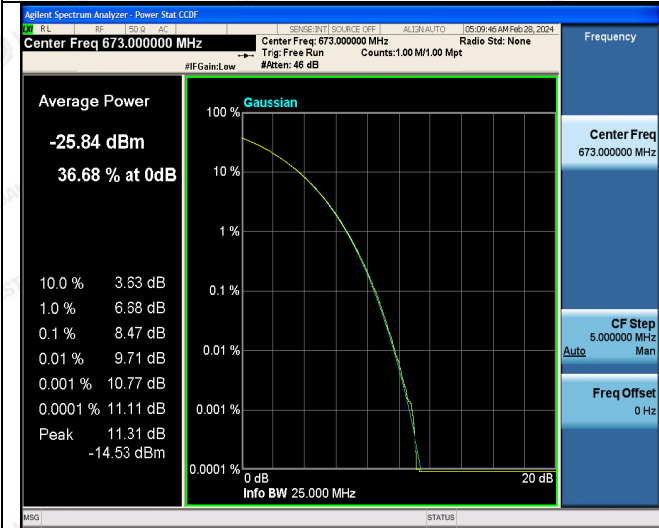 Agilent Spectrum Analyzer - Power Stat CCDF
RL RF 50 Ω AC SENSE:INT SOURCE OFF ALIGN AUTO 05:09:46 AM Feb 28, 2024
Center Freq 673.000000 MHz
Center Freq: 673.000000 MHz Radio Std: None
Trig: Free Run Counts:1.00 M/1.00 Mpt
#IFGain:Low #Atten: 46 dB
Average Power
-25.84 dBm
36.68 % at 0dB
10.0 % 3.63 dB
1.0 % 6.68 dB
0.1 % 8.47 dB
0.01 % 9.71 dB
0.001 % 10.77 dB
0.0001 % 11.11 dB
Peak 11.31 dB
-14.53 dBm
Gaussian
100 %
10 %
1 %
0.1 %
0.01 %
0.001 %
0.0001 %
0 dB 20 dB
Info BW 25.000 MHz
Frequency
Center Freq
673.000000 MHz
CF Step
5.000000 MHz
Auto Man
Freq Offset
0 Hz
MSG STATUS